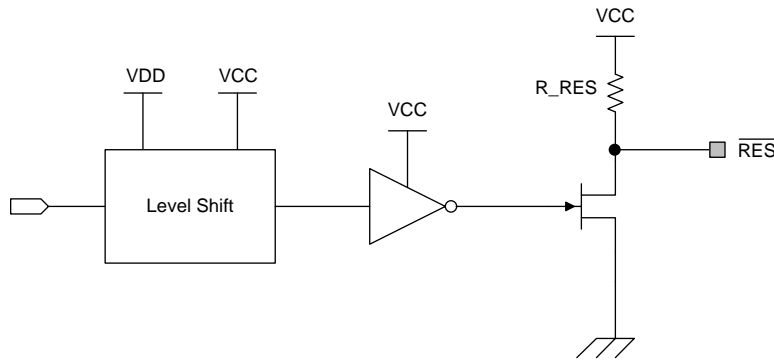 VCC
VDD
VCC
R_RES
VCC
RES
Level Shift